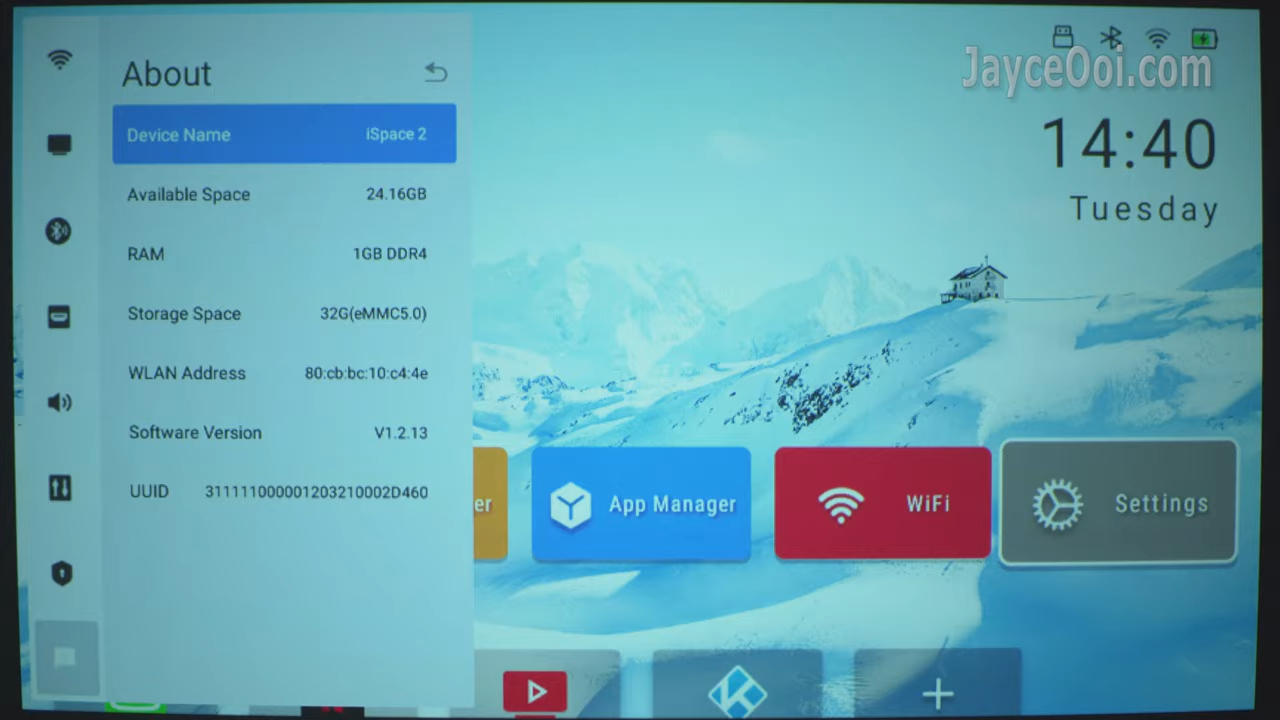 About
Device Name iSpace 2
Available Space 24.16GB
RAM 1GB DDR4
Storage Space 32G(eMMC5.0)
WLAN Address 80:cb:bc:10:c4:4e
Software Version V1.2.13
UUID 311111000001203210002D460
JayceOoi.com
14:40
Tuesday
er
App Manager
WiFi
Settings